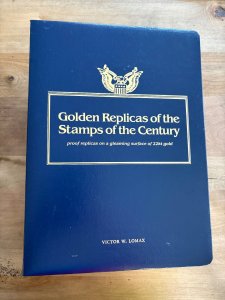 Golden Replicas of the
Stamps of the Century
proof replicas on a gleaming surface of 22kt gold
VICTOR W. LOMAX